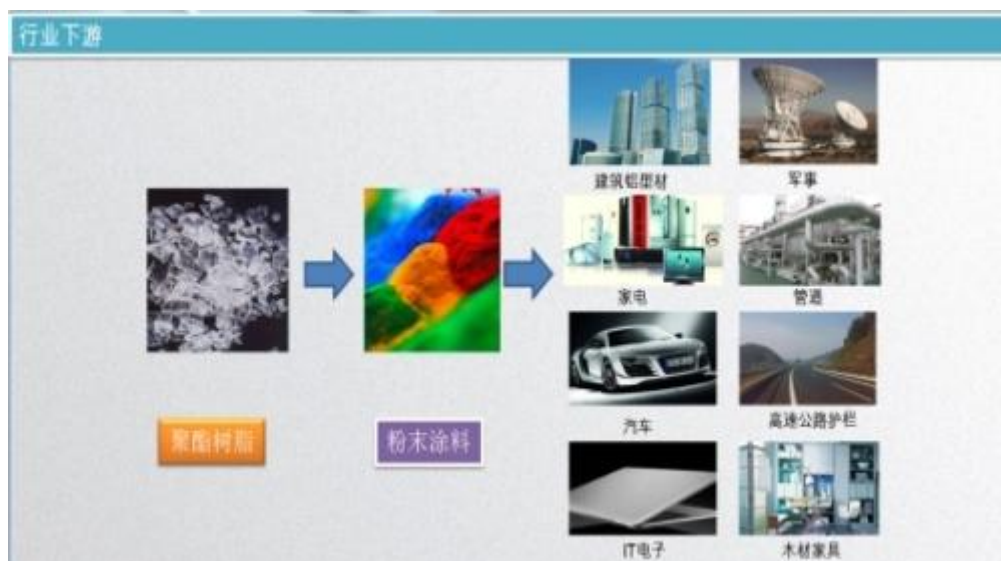 行业下游
建筑铝型材
军事
家电
管道
汽车
高速公路护栏
聚酯树脂
粉末涂料
IT电子
木材家具